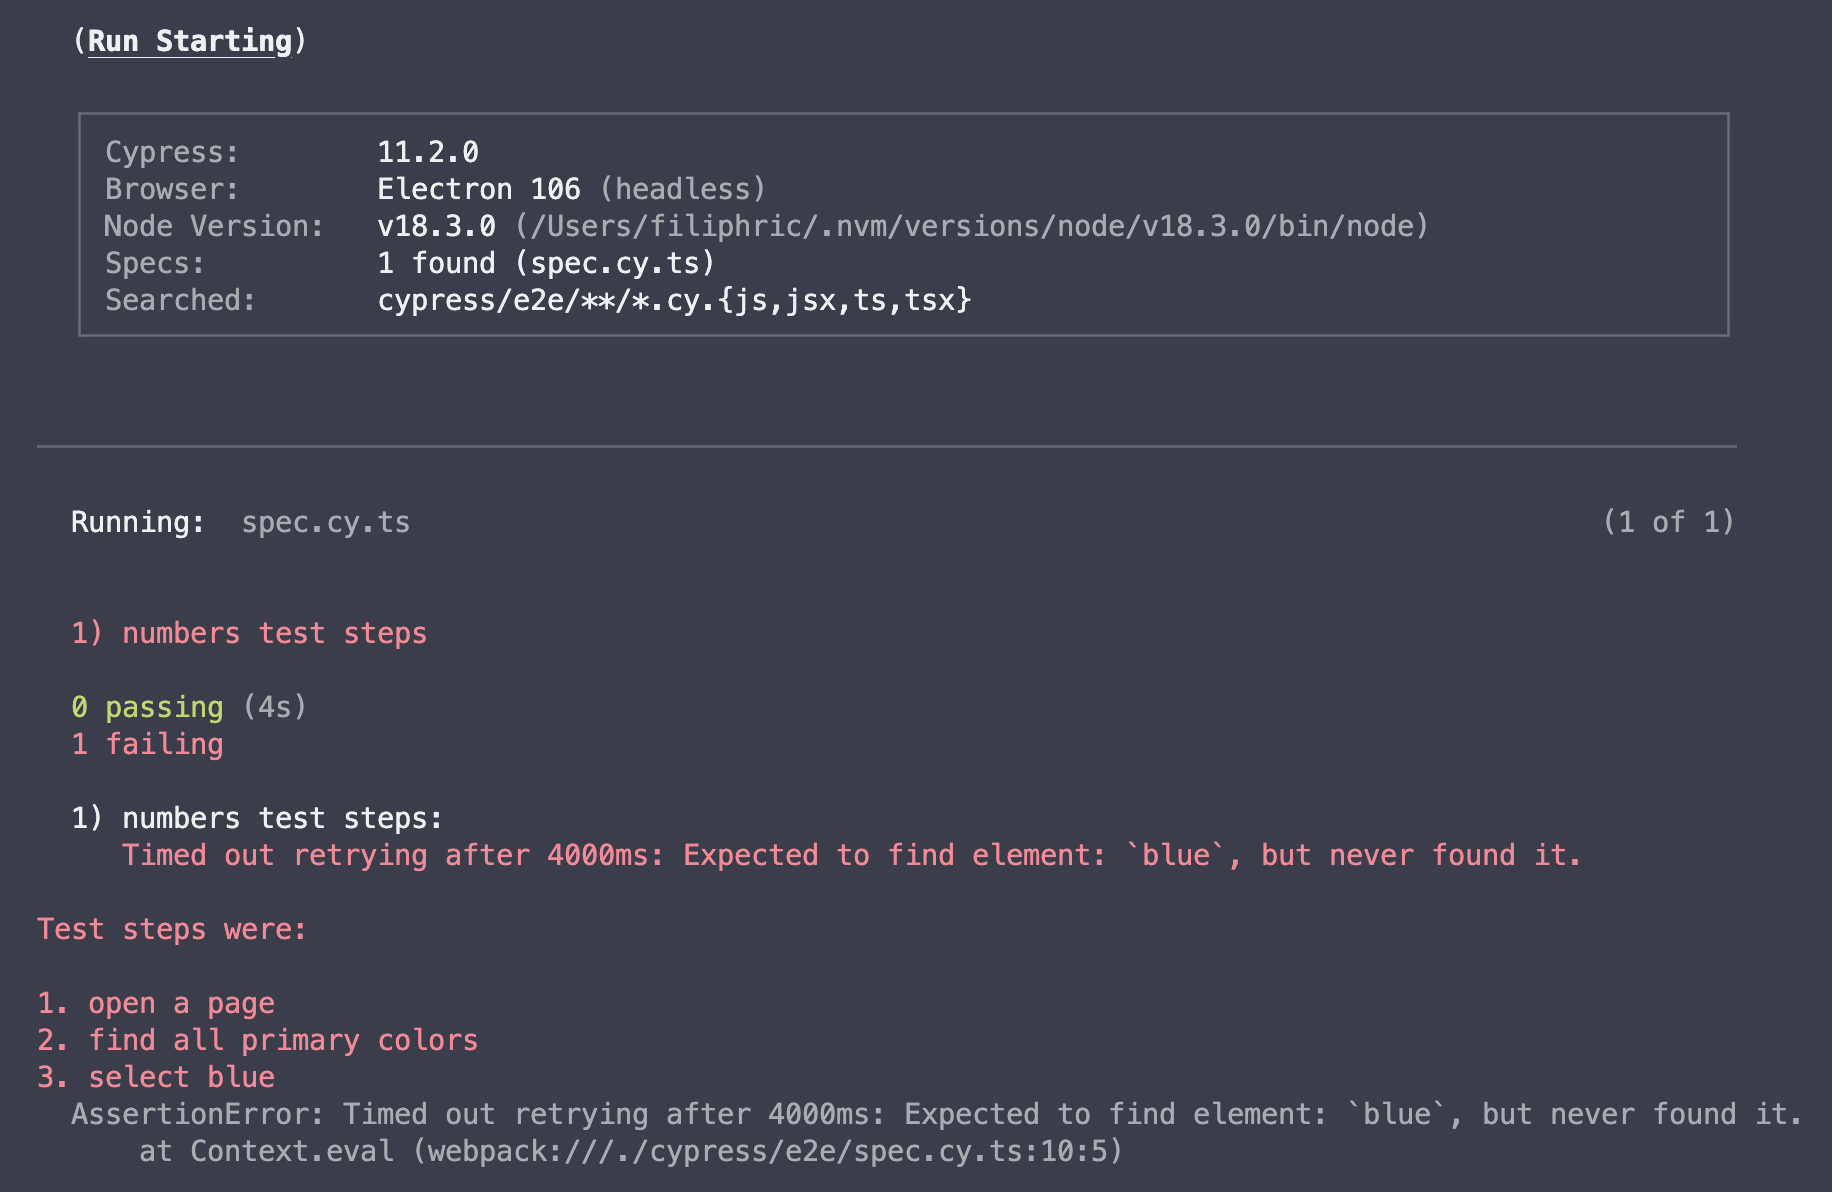 (Run Starting)
Cypress: 11.2.0
Browser: Electron 106 (headless)
Node Version: v18.3.0 (/Users/filiphric/.nvm/versions/node/v18.3.0/bin/node)
Specs: 1 found (spec.cy.ts)
Searched: cypress/e2e/**/*.cy.{js,jsx,ts,tsx}
Running: spec.cy.ts (1 of 1)
1) numbers test steps
0 passing (4s)
1 failing
1) numbers test steps:
Timed out retrying after 4000ms: Expected to find element: `blue`, but never found it.
Test steps were:
1. open a page
2. find all primary colors
3. select blue
AssertionError: Timed out retrying after 4000ms: Expected to find element: `blue`, but never found it.
at Context.eval (webpack:///./cypress/e2e/spec.cy.ts:10:5)